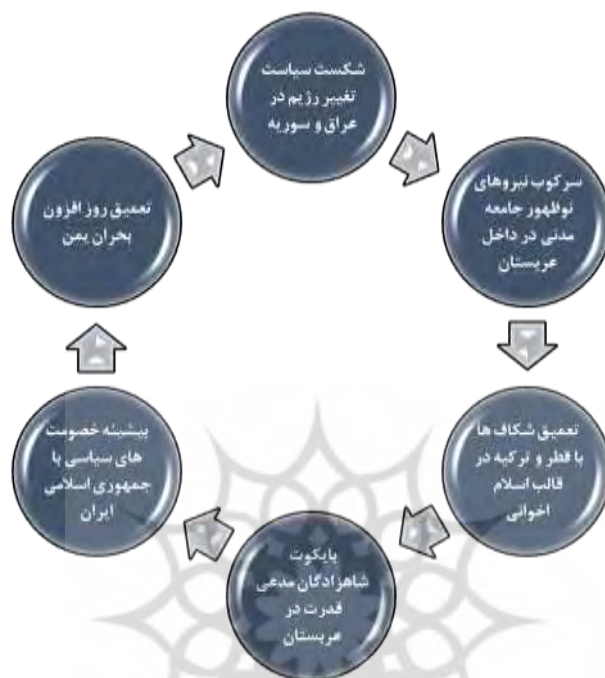 شکست سیاست
تغییر رژیم در
عراق و سوریه
سرکوب نیروهای
نوظهور جامعه
مدنی در داخل
عربستان
تعمیق شکاف ها
با قطر و ترکیه در
قالب اسلام
اخوانی
بایکوت
شاهزادگان مدعی
قدرت در
عربستان
بیشینه خصومت
های سیاسی با
جمهوری اسلامی
ایران
تعمیق روز افزون
بحران یمن